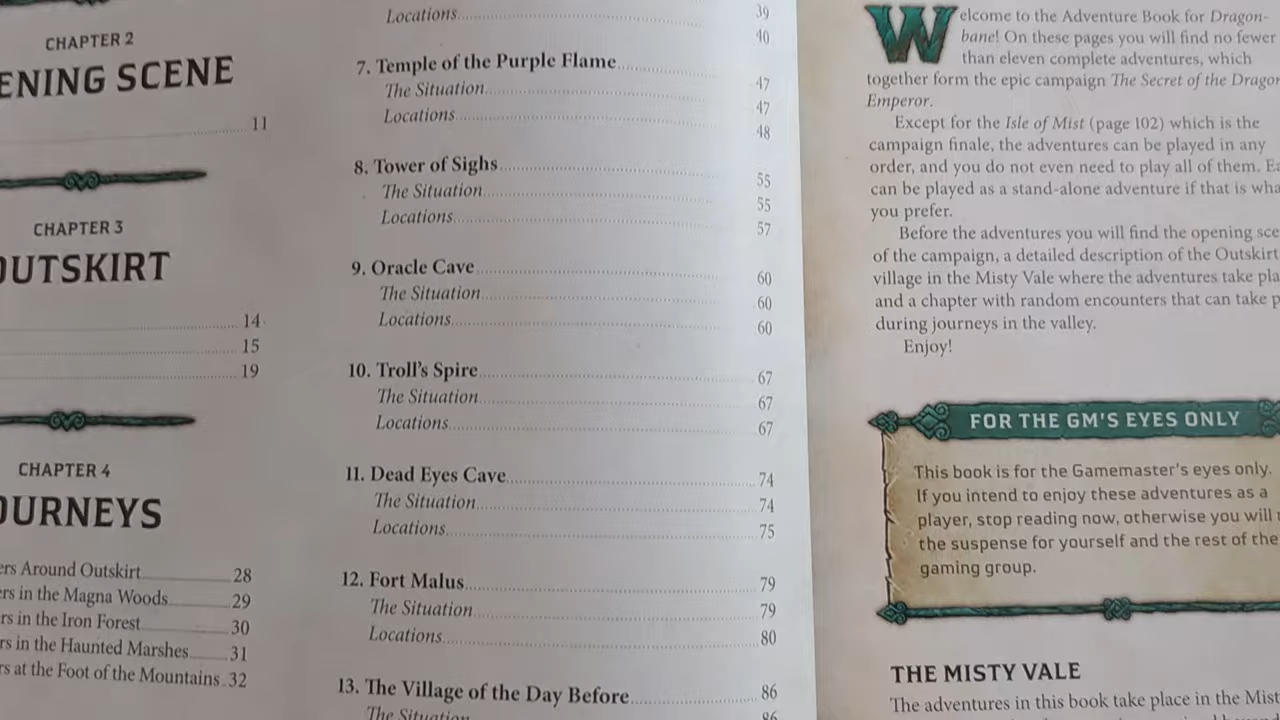 CHAPTER 2
ENING SCENE
11
CHAPTER 3
OUTSKIRT
14
15
19
CHAPTER 4
OURNEYS
ers Around Outskirt 28
ers in the Magna Woods 29
rs in the Iron Forest 30
rs in the Haunted Marshes 31
rs at the Foot of the Mountains 32
39
Locations 40
7. Temple of the Purple Flame 47
The Situation 47
Locations 48
8. Tower of Sighs 55
The Situation 55
Locations 57
9. Oracle Cave 60
The Situation 60
Locations 60
10. Troll's Spire 67
The Situation 67
Locations 67
11. Dead Eyes Cave 74
The Situation 74
Locations 75
12. Fort Malus 79
The Situation 79
Locations 80
13. The Village of the Day Before 86
The Situation 86
Welcome to the Adventure Book for Dragon-
bane! On these pages you will find no fewer
than eleven complete adventures, which
together form the epic campaign The Secret of the Dragon
Emperor.
Except for the Isle of Mist (page 102) which is the
campaign finale, the adventures can be played in any
order, and you do not even need to play all of them. Ea
can be played as a stand-alone adventure if that is wha
you prefer.
Before the adventures you will find the opening sce
of the campaign, a detailed description of the Outskirt
village in the Misty Vale where the adventures take pla
and a chapter with random encounters that can take p
during journeys in the valley.
Enjoy!
FOR THE GM'S EYES ONLY
This book is for the Gamemaster's eyes only.
If you intend to enjoy these adventures as a
player, stop reading now, otherwise you will
the suspense for yourself and the rest of the
gaming group.
THE MISTY VALE
The adventures in this book take place in the Mist